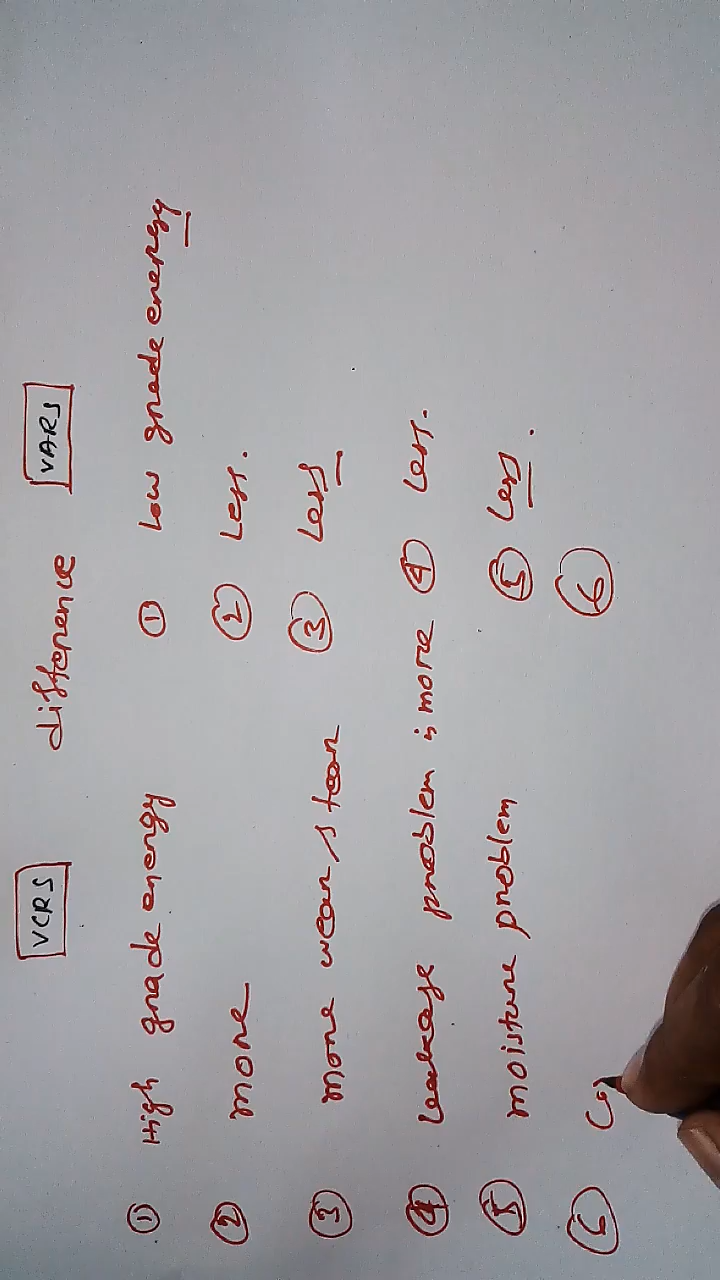 difference
VCRS VARS
① High grade energy ① Low grade energy
② more ② Less.
③ more wear, tear ③ Less
④ Leakage problem is more ④ Less.
⑤ moisture problem ⑤ Less.
⑥ Co ⑥